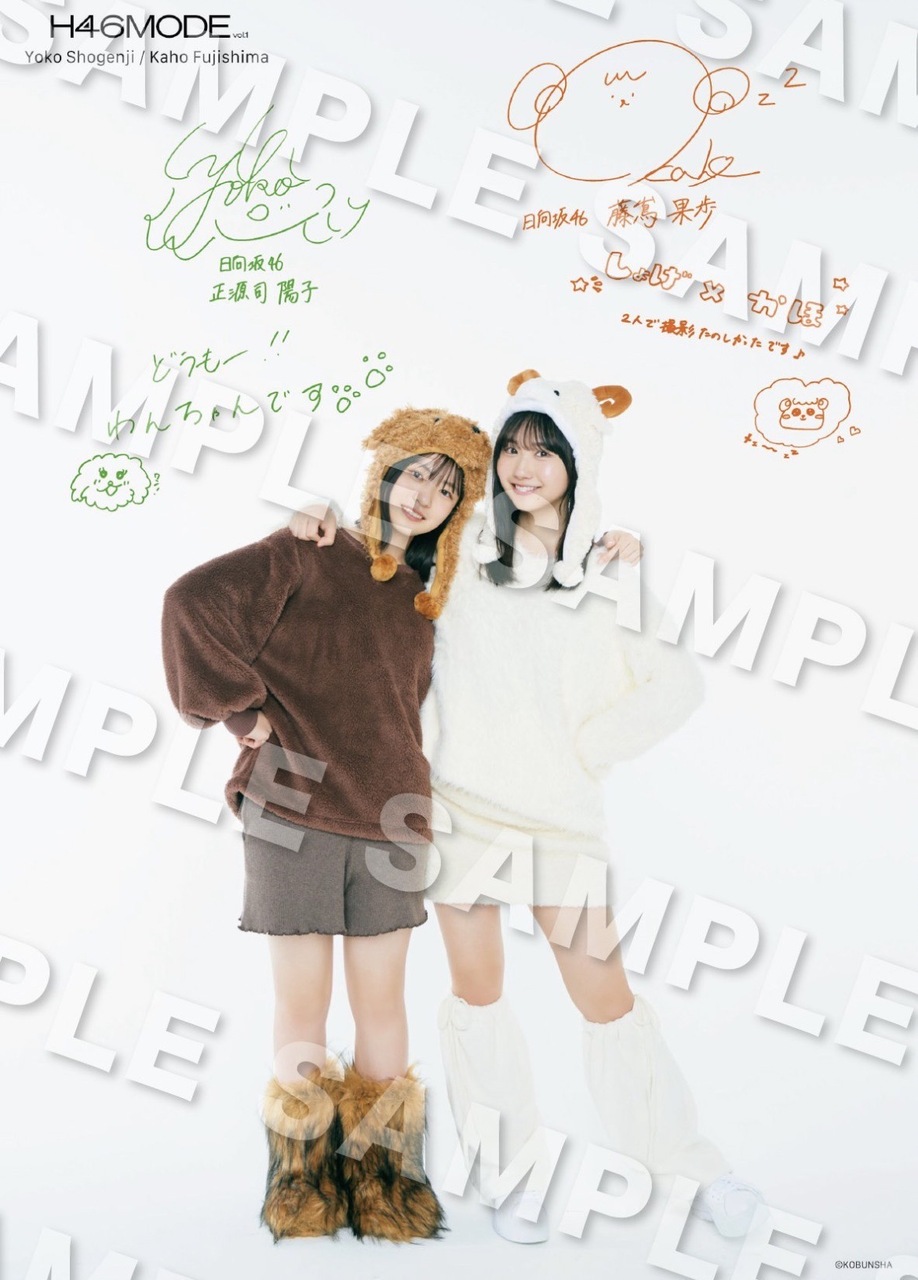 H46MODE vol.1
Yoko Shogenji / Kaho Fujishima
Yoko
日向坂46
正源司 陽子
どうもー!!
わんちゃんです
zz
日向坂46 藤嶌 果歩
しょげ×かほ
2人で撮影たのしかったです♪
SAMPLE SAMPLE
SAMPLE SAMPLE
SAMPLE SAMPLE
SAMPLE SAMPLE
©KOBUNSHA